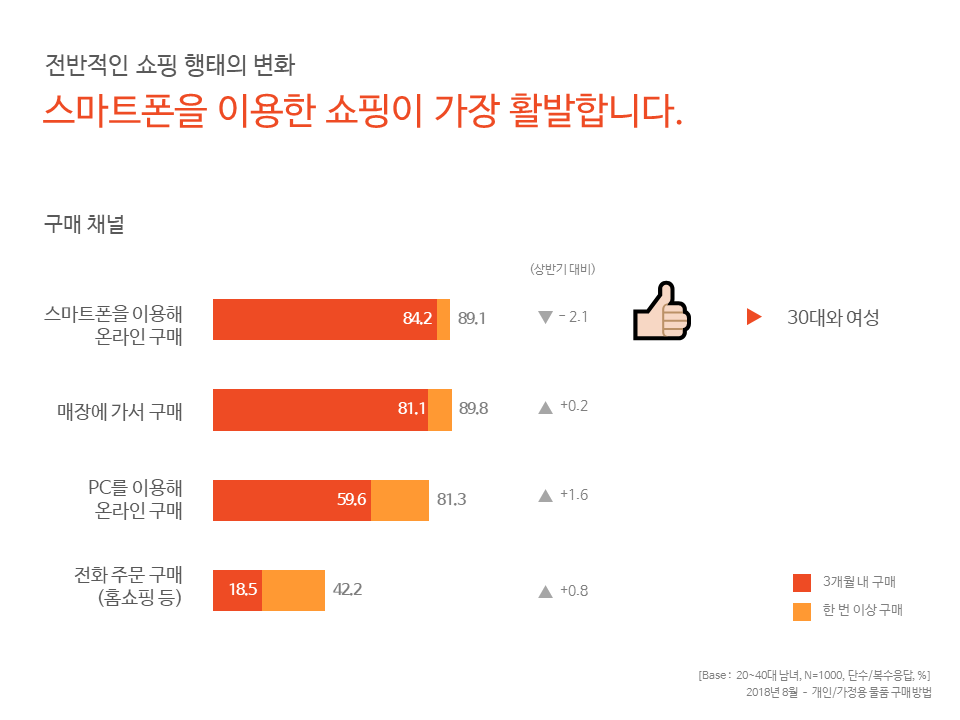 전반적인 쇼핑 행태의 변화
스마트폰을 이용한 쇼핑이 가장 활발합니다.
구매 채널
(상반기 대비)
스마트폰을 이용해
온라인 구매
84.2
89.1
- 2.1
30대와 여성
매장에 가서 구매
81.1
89.8
+0.2
PC를 이용해
온라인 구매
59.6
81.3
+1.6
전화 주문 구매
(홈쇼핑 등)
18.5
42.2
+0.8
3개월 내 구매
한 번 이상 구매
[Base : 20~40대 남녀, N=1000, 단수/복수응답, %]
2018년 8월 - 개인/가정용 물품 구매 방법